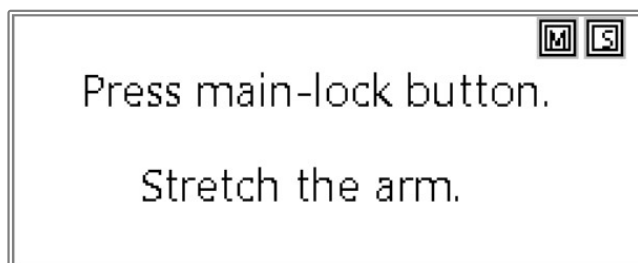 M S
Press main-lock button.
Stretch the arm.